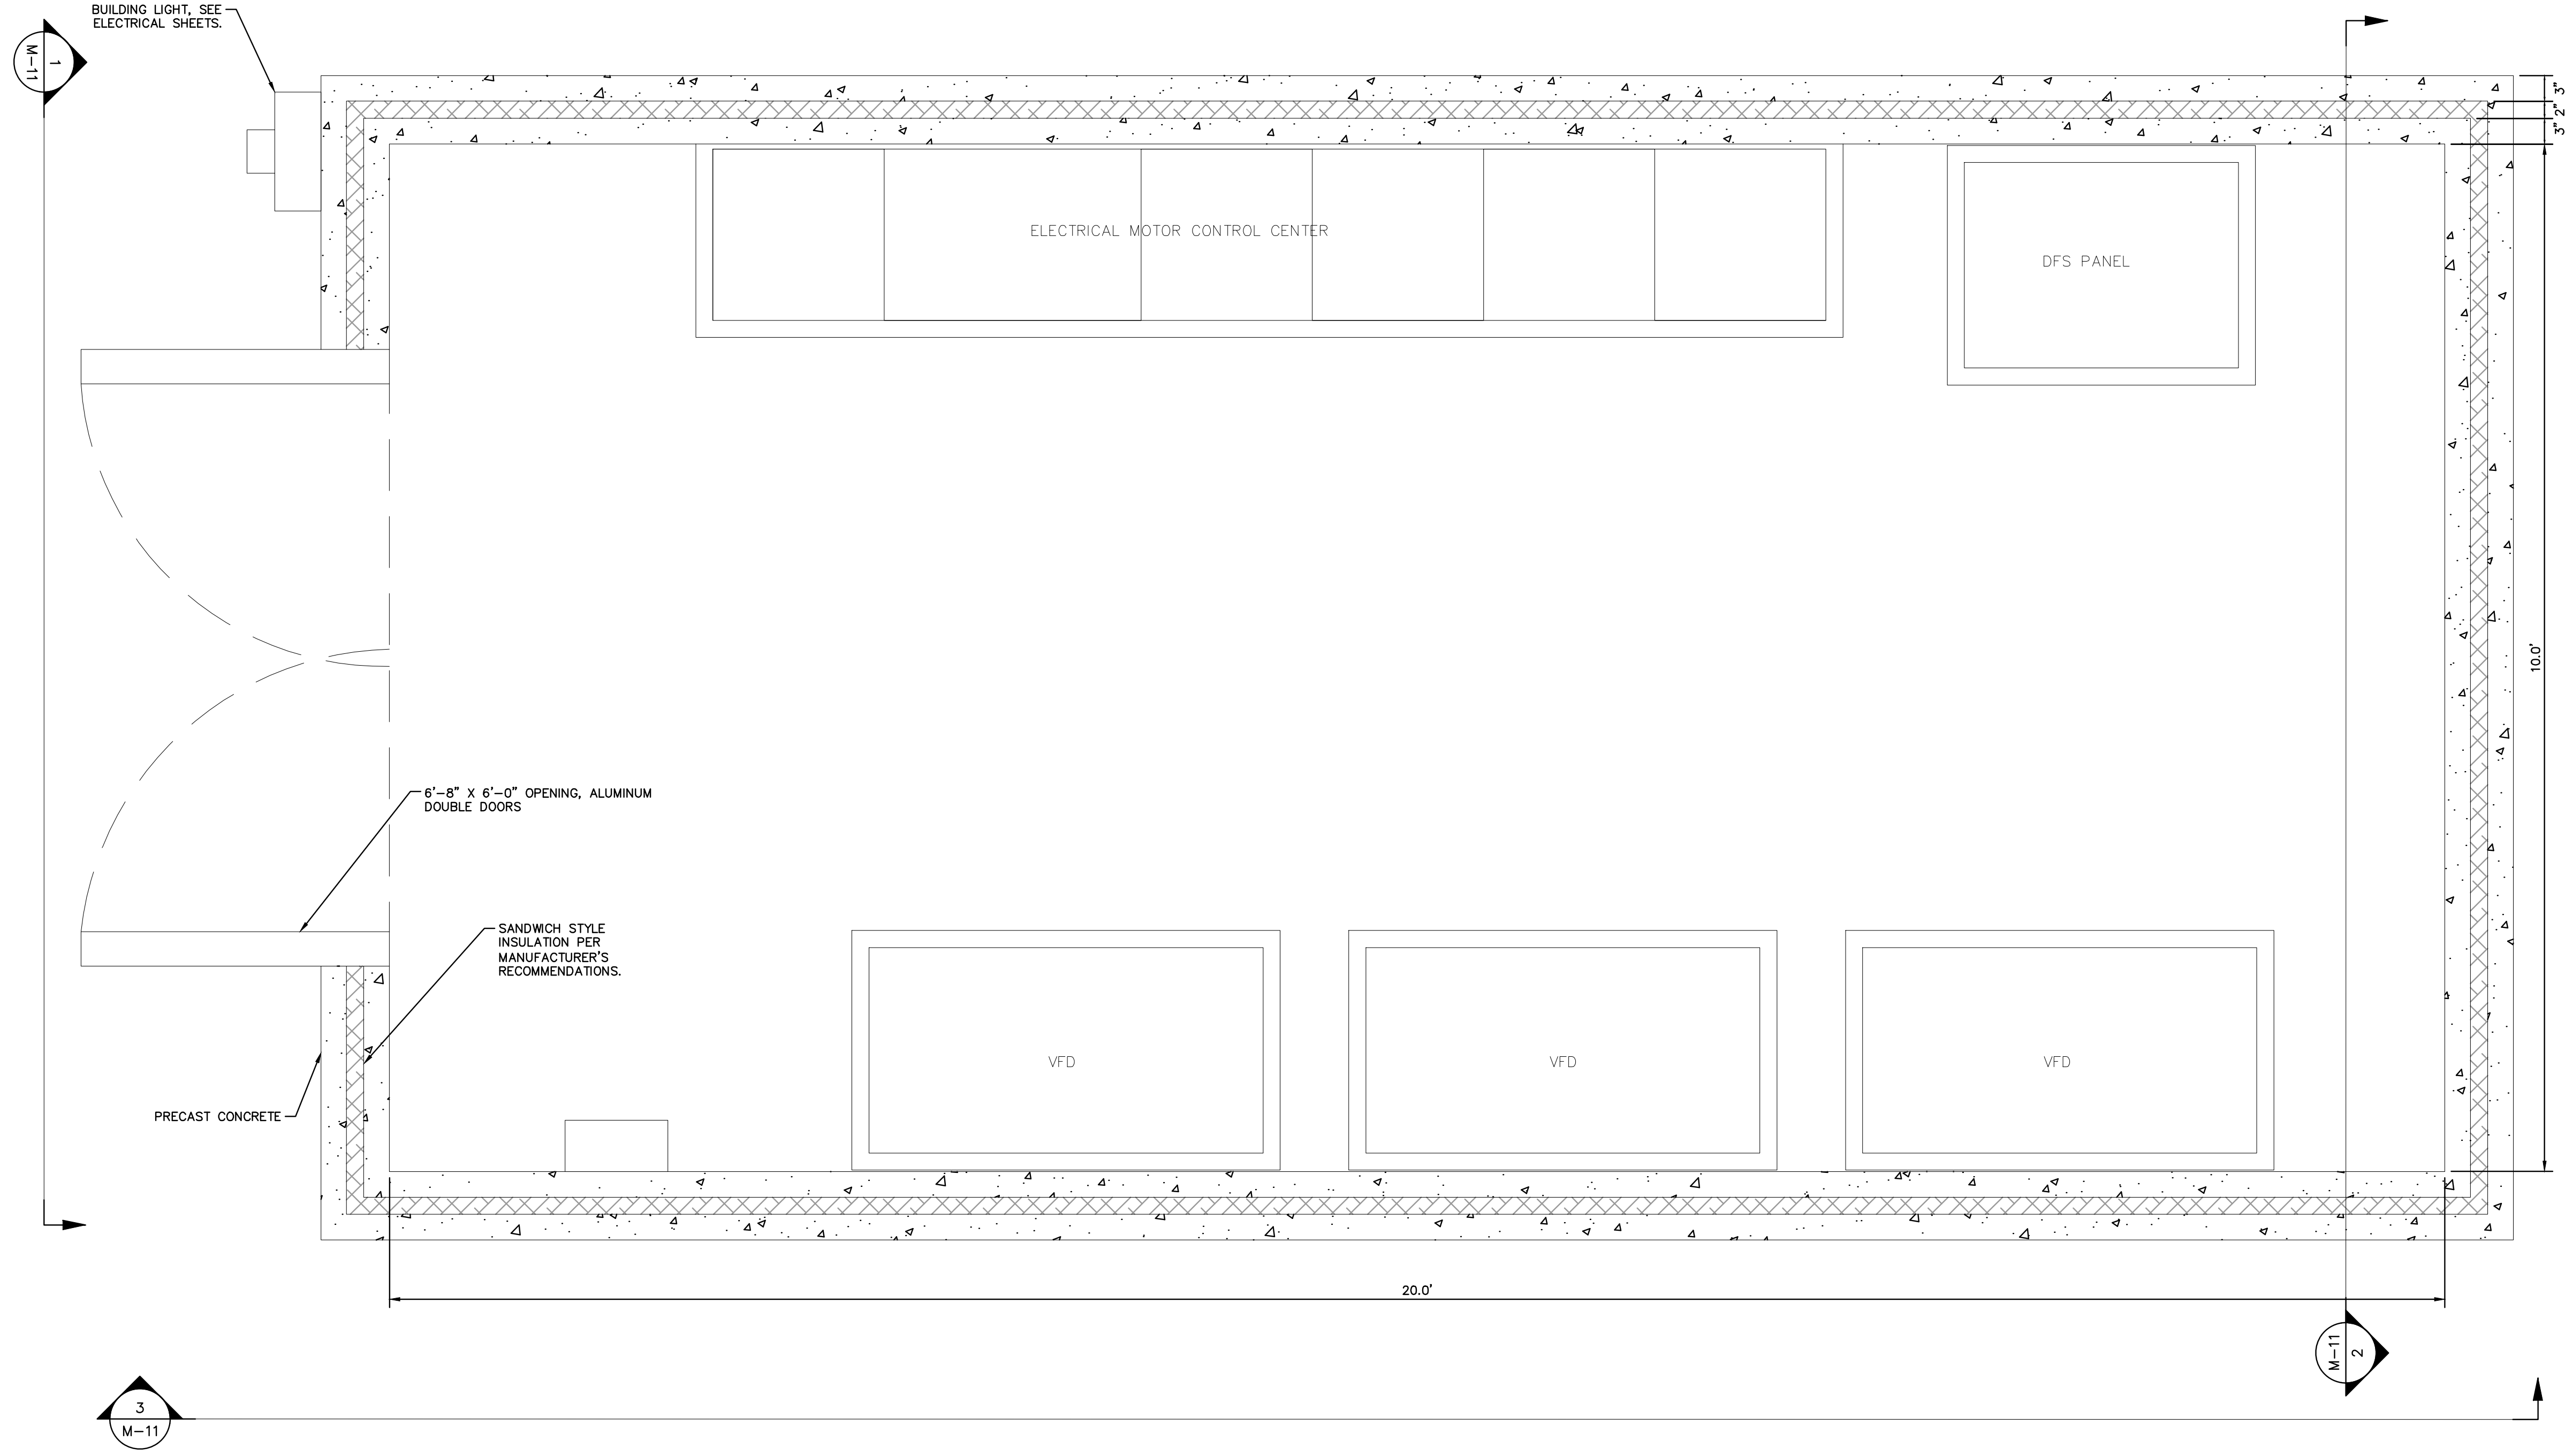 BUILDING LIGHT, SEE
ELECTRICAL SHEETS.
1
M-11
3"
2"
3"
ELECTRICAL MOTOR CONTROL CENTER
DFS PANEL
10.0'
6'-8" X 6'-0" OPENING, ALUMINUM
DOUBLE DOORS
SANDWICH STYLE
INSULATION PER
MANUFACTURER'S
RECOMMENDATIONS.
PRECAST CONCRETE
VFD
VFD
VFD
20.0'
M-11
2
3
M-11